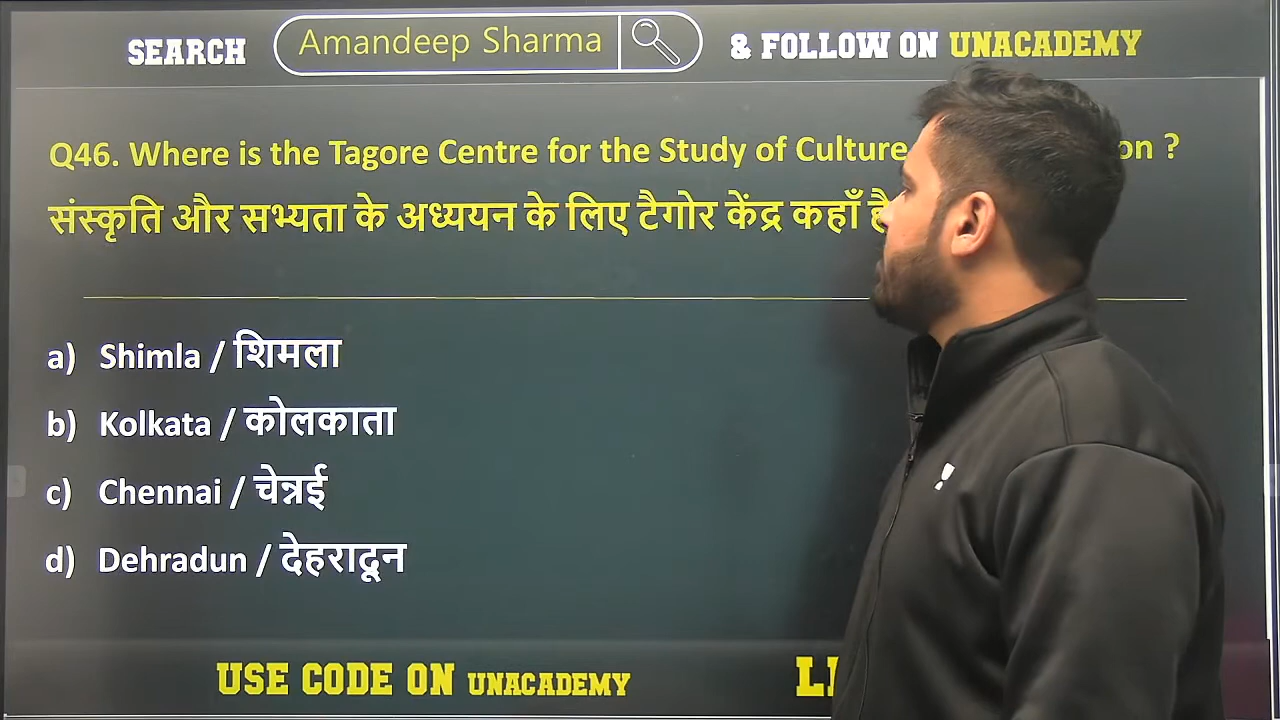 SEARCH Amandeep Sharma & FOLLOW ON UNACADEMY
Q46. Where is the Tagore Centre for the Study of Culture on ?
संस्कृति और सभ्यता के अध्ययन के लिए टैगोर केंद्र कहाँ है
a) Shimla / शिमला
b) Kolkata / कोलकाता
c) Chennai / चेन्नई
d) Dehradun / देहरादून
USE CODE ON UNACADEMY